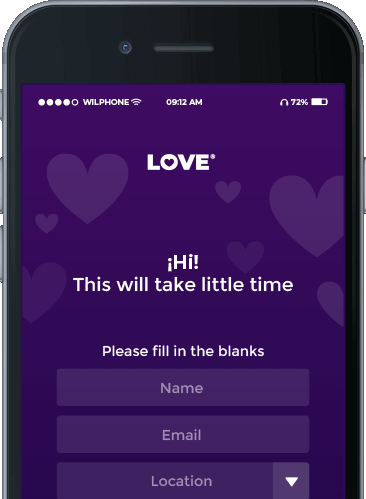 WILPHONE 09:12 AM 72%
LOVE®
¡Hi!
This will take little time
Please fill in the blanks
Name
Email
Location